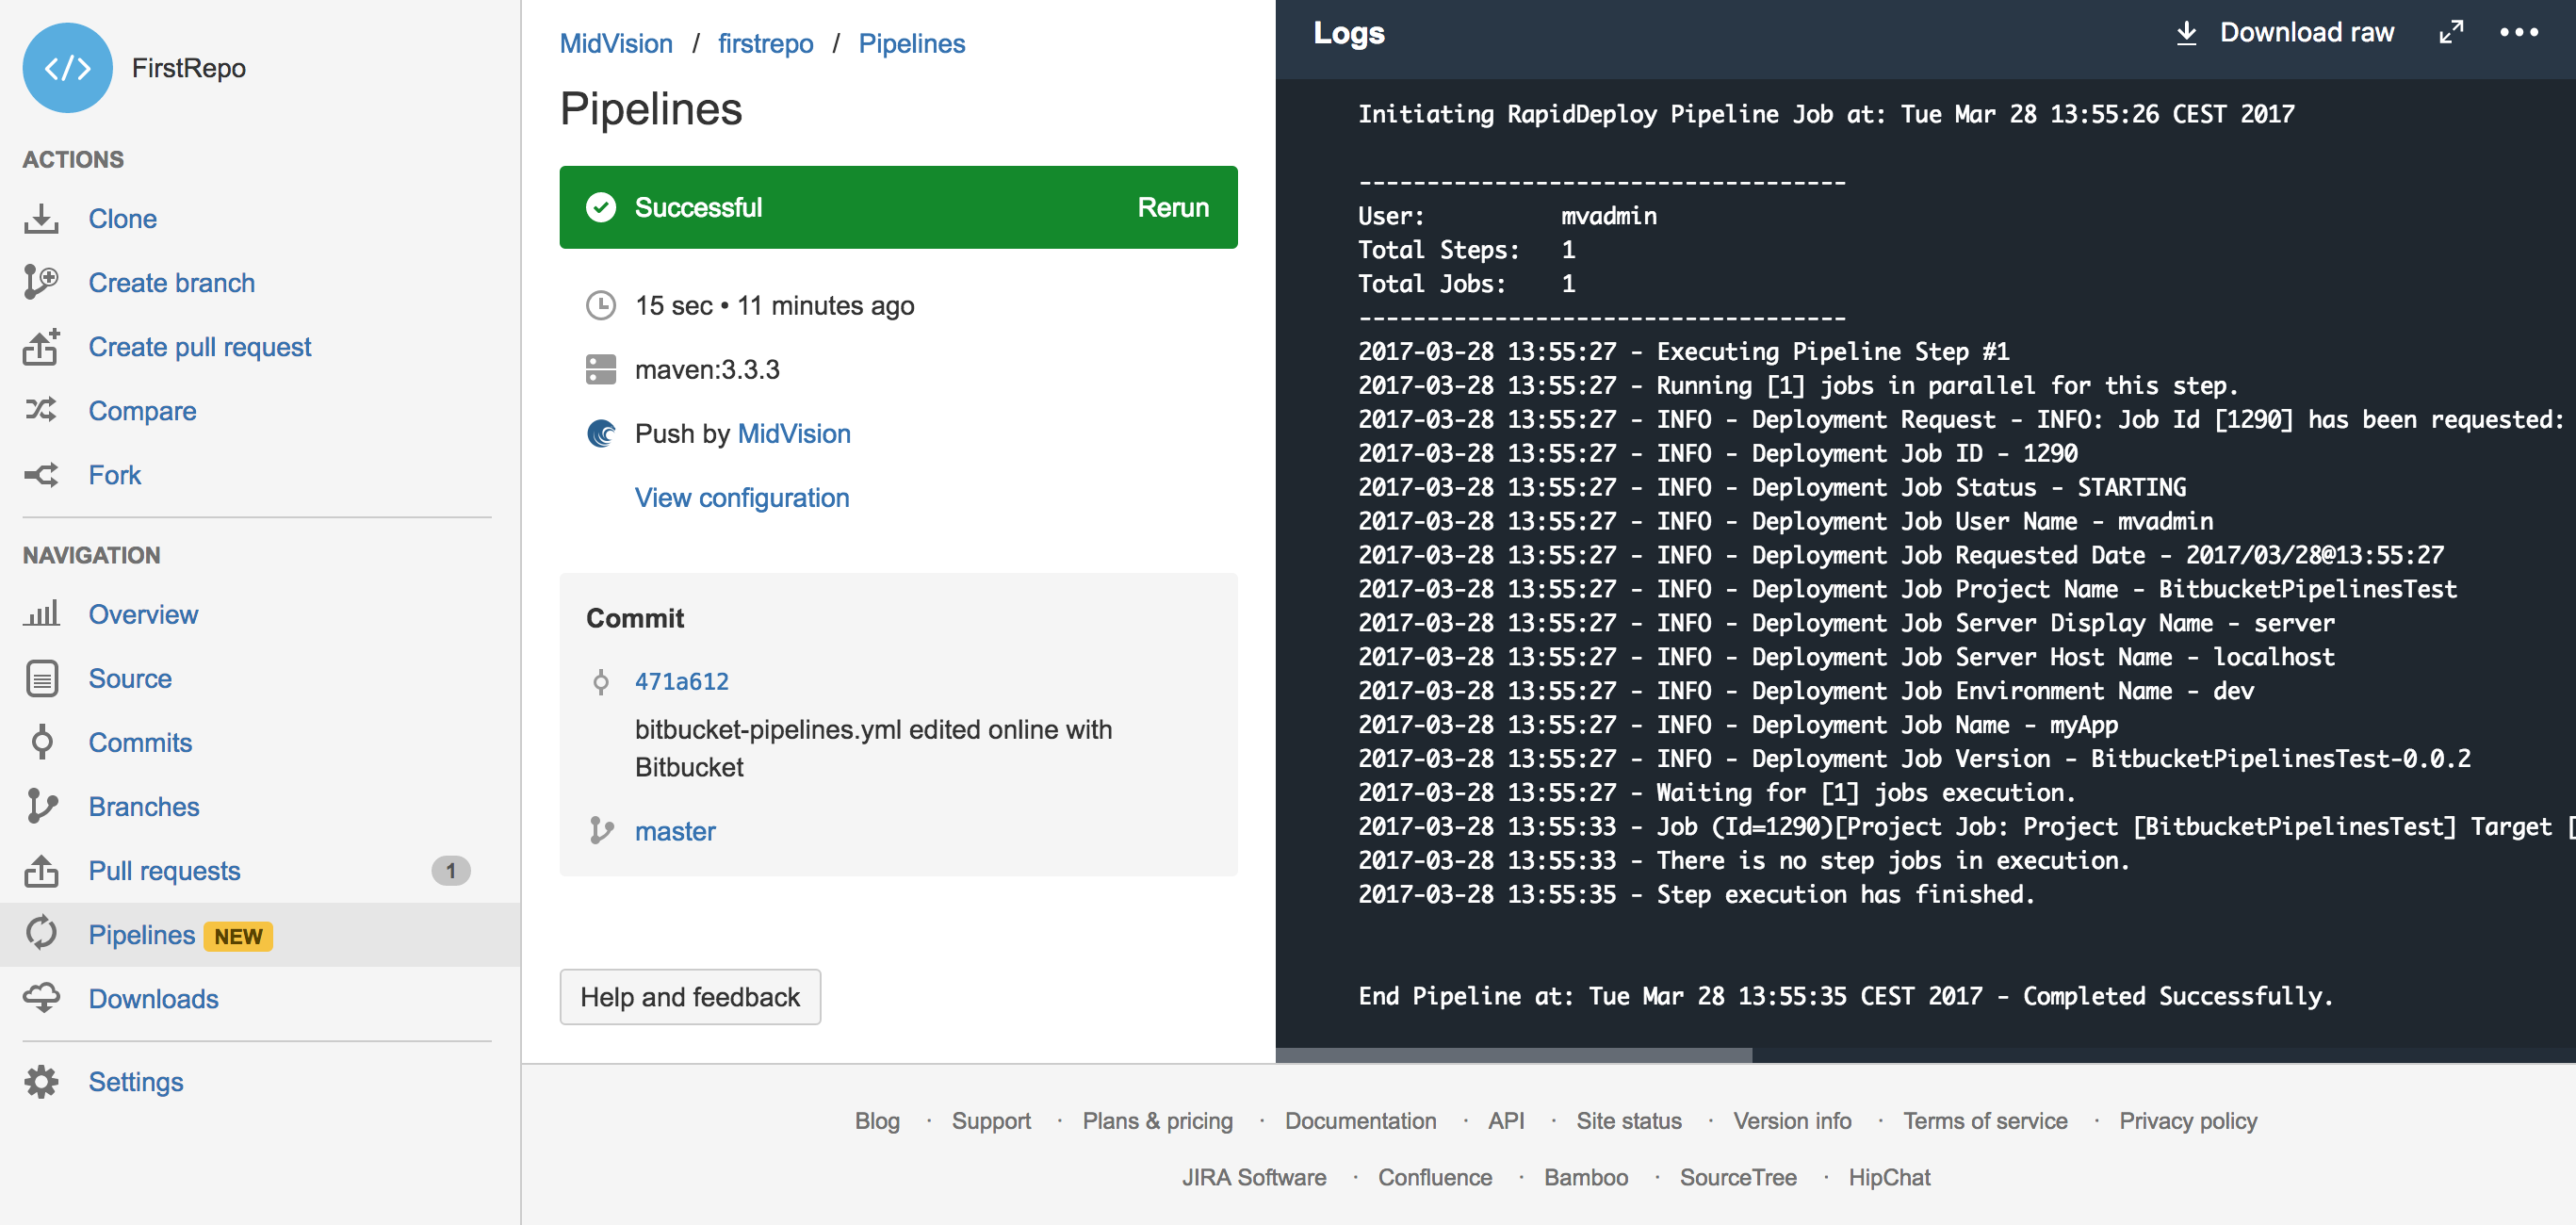 FirstRepo
ACTIONS
Clone
Create branch
Create pull request
Compare
Fork
NAVIGATION
Overview
Source
Commits
Branches
Pull requests 1
Pipelines NEW
Downloads
Settings
MidVision / firstrepo / Pipelines
Pipelines
Successful Rerun
15 sec • 11 minutes ago
maven:3.3.3
Push by MidVision
View configuration
Commit
471a612
bitbucket-pipelines.yml edited online with
Bitbucket
master
Help and feedback
Logs Download raw
Initiating RapidDeploy Pipeline Job at: Tue Mar 28 13:55:26 CEST 2017
------------------------------------
User: mvadmin
Total Steps: 1
Total Jobs: 1
------------------------------------
2017-03-28 13:55:27 - Executing Pipeline Step #1
2017-03-28 13:55:27 - Running [1] jobs in parallel for this step.
2017-03-28 13:55:27 - INFO - Deployment Request - INFO: Job Id [1290] has been requested:
2017-03-28 13:55:27 - INFO - Deployment Job ID - 1290
2017-03-28 13:55:27 - INFO - Deployment Job Status - STARTING
2017-03-28 13:55:27 - INFO - Deployment Job User Name - mvadmin
2017-03-28 13:55:27 - INFO - Deployment Job Requested Date - 2017/03/28@13:55:27
2017-03-28 13:55:27 - INFO - Deployment Job Project Name - BitbucketPipelinesTest
2017-03-28 13:55:27 - INFO - Deployment Job Server Display Name - server
2017-03-28 13:55:27 - INFO - Deployment Job Server Host Name - localhost
2017-03-28 13:55:27 - INFO - Deployment Job Environment Name - dev
2017-03-28 13:55:27 - INFO - Deployment Job Name - myApp
2017-03-28 13:55:27 - INFO - Deployment Job Version - BitbucketPipelinesTest-0.0.2
2017-03-28 13:55:27 - Waiting for [1] jobs execution.
2017-03-28 13:55:33 - Job (Id=1290)[Project Job: Project [BitbucketPipelinesTest] Target [
2017-03-28 13:55:33 - There is no step jobs in execution.
2017-03-28 13:55:35 - Step execution has finished.
End Pipeline at: Tue Mar 28 13:55:35 CEST 2017 - Completed Successfully.
Blog · Support · Plans & pricing · Documentation · API · Site status · Version info · Terms of service · Privacy policy
JIRA Software · Confluence · Bamboo · SourceTree · HipChat